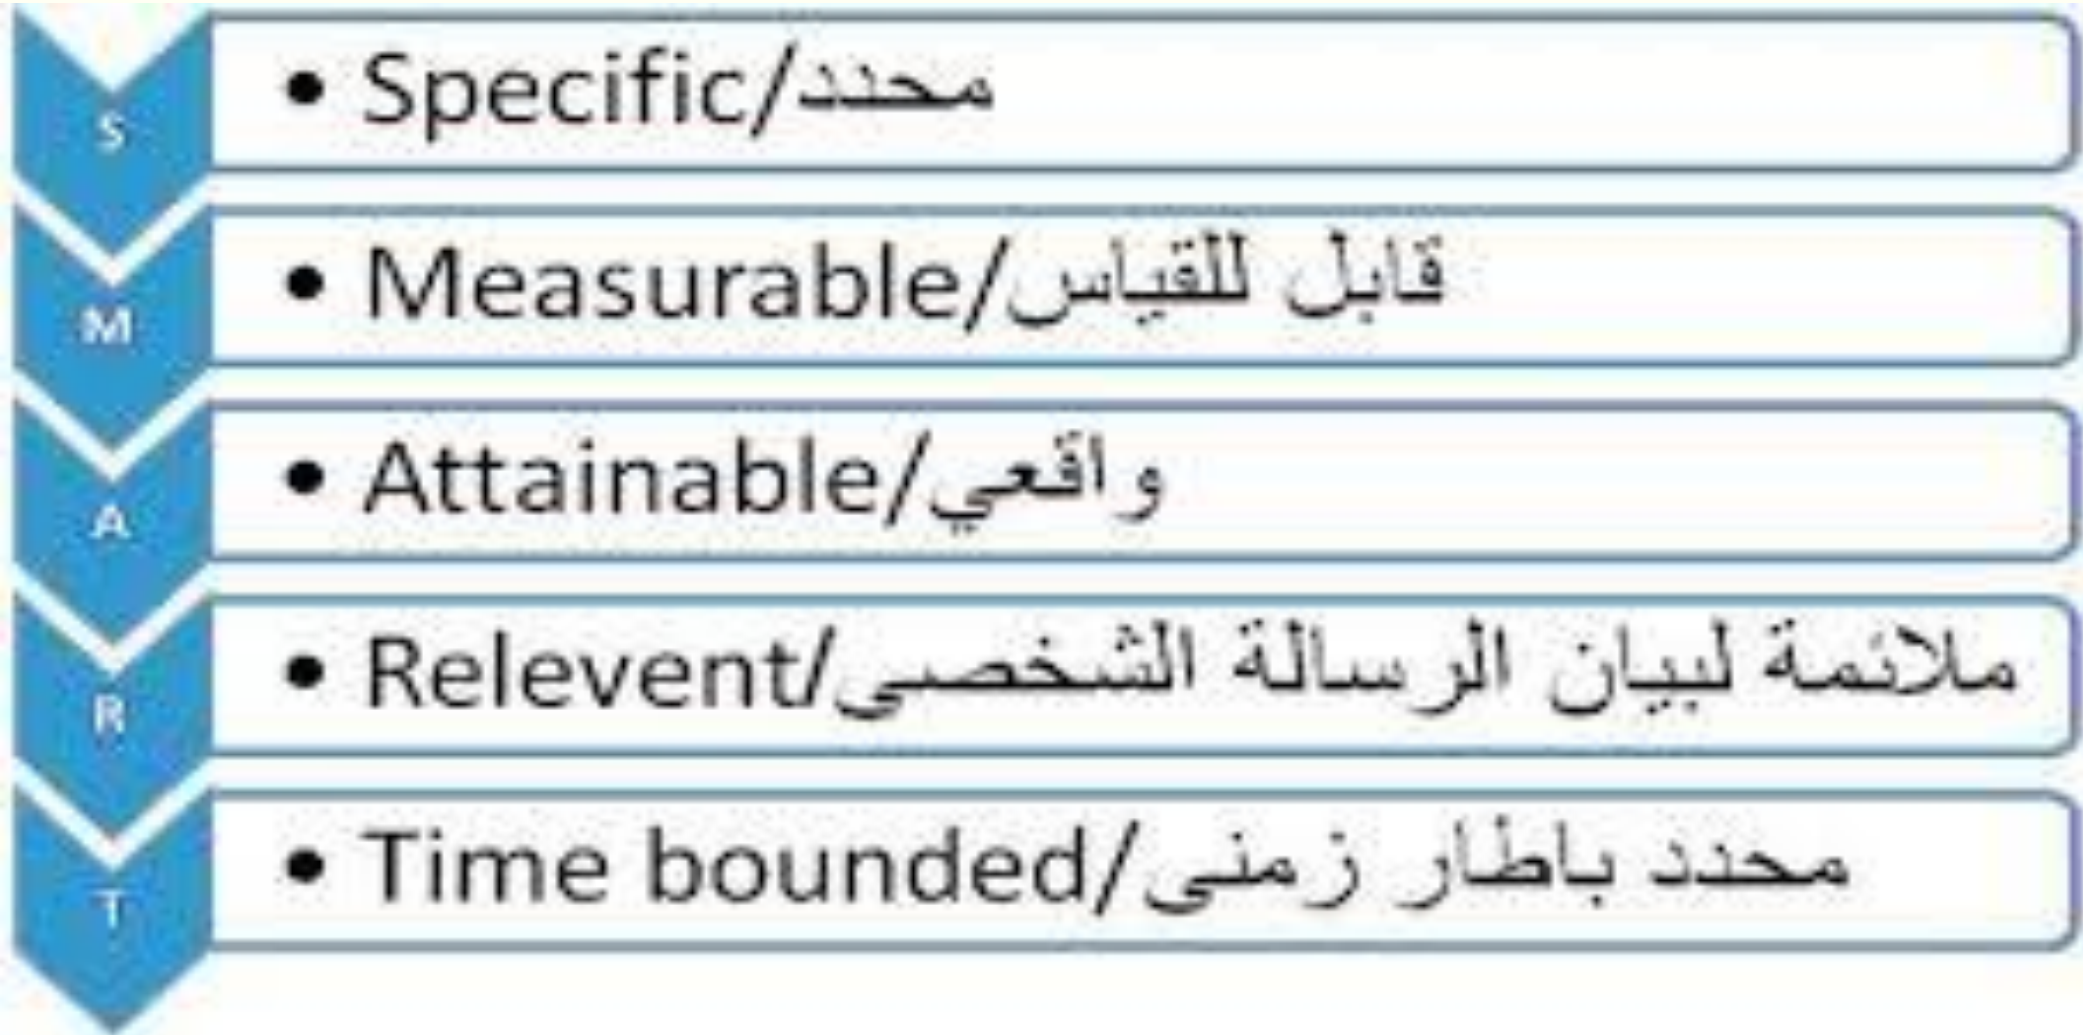 S
• Specific/محدد
M
• Measurable/قابل للقياس
A
• Attainable/واقعي
R
• Relevent/ملائمة لبيان الرسالة الشخصى
T
• Time bounded/محدد باطار زمنى